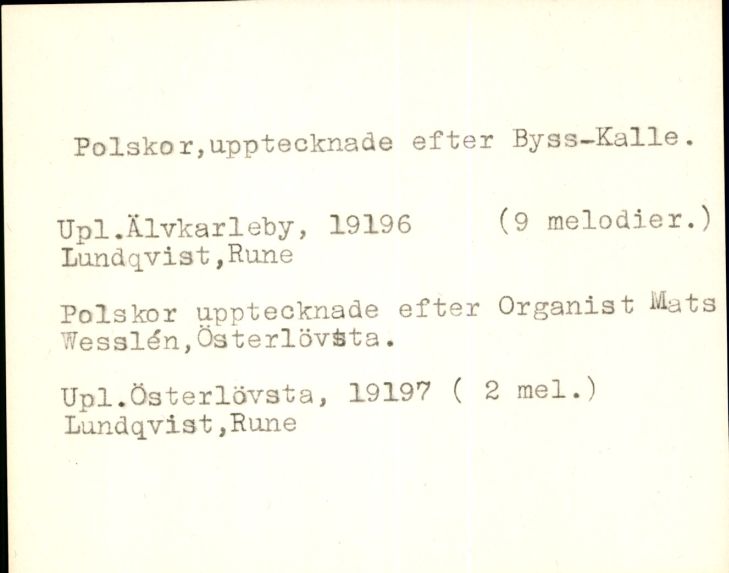 Polskor,upptecknade efter Byss-Kalle.
Upl.Älvkarleby, 19196 (9 melodier.)
Lundqvist,Rune
Polskor upptecknade efter Organist Mats
Wesslén,Österlövsta.
Upl.Österlövsta, 19197 ( 2 mel.)
Lundqvist,Rune